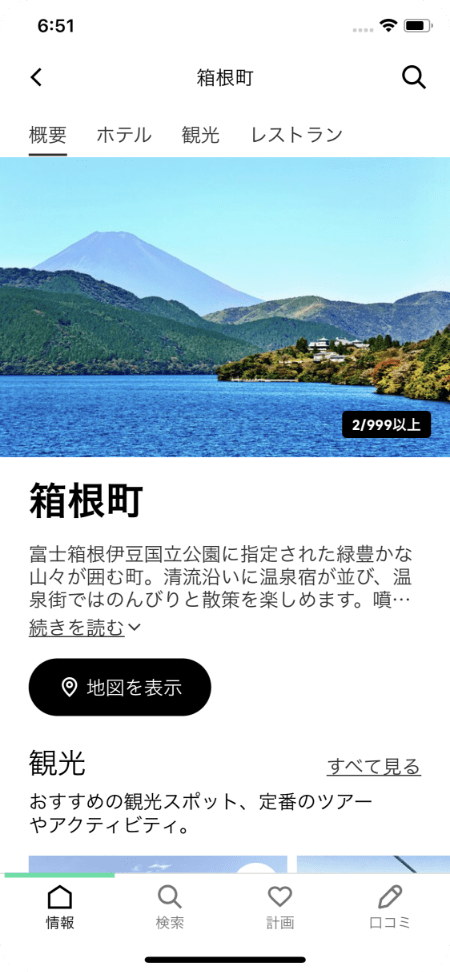 6:51
箱根町
概要 ホテル 観光 レストラン
2/999以上
箱根町
富士箱根伊豆国立公園に指定された緑豊かな
山々が囲む町。清流沿いに温泉宿が並び、温
泉街ではのんびりと散策を楽しめます。噴…
続きを読む
地図を表示
観光 すべて見る
おすすめの観光スポット、定番のツアー
やアクティビティ。
情報 検索 計画 口コミ